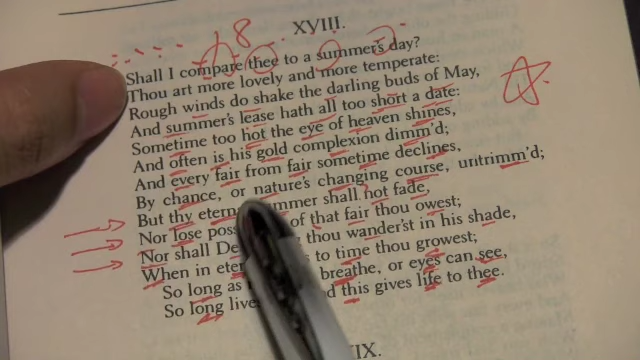 XVIII.
18
Shall I compare thee to a summer's day?
Thou art more lovely and more temperate:
Rough winds do shake the darling buds of May,
And summer's lease hath all too short a date:
Sometime too hot the eye of heaven shines,
And often is his gold complexion dimm'd;
And every fair from fair sometime declines,
By chance, or nature's changing course, untrimm'd;
But thy etern mmer shall not fade,
Nor lose poss of that fair thou owest;
Nor shall De thou wander'st in his shade,
When in eter s to time thou growest;
So long as breathe, or eyes can see,
So long lives d this gives life to thee.
IX.